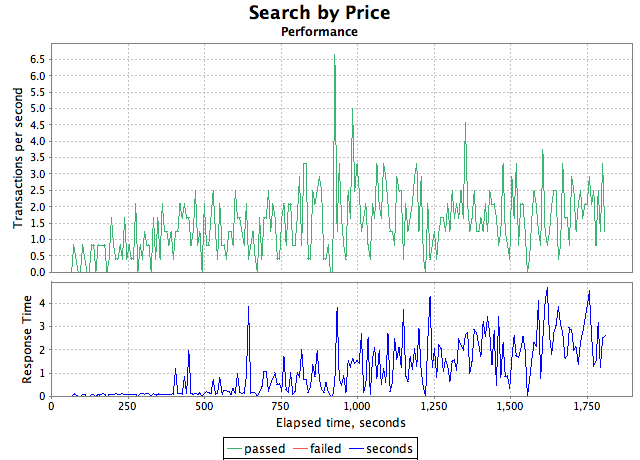 Search by Price
Performance
Transactions per second
6.5
6.0
5.5
5.0
4.5
4.0
3.5
3.0
2.5
2.0
1.5
1.0
0.5
0.0
Response Time
4
3
2
1
0
0 250 500 750 1,000 1,250 1,500 1,750
Elapsed time, seconds
passed failed seconds